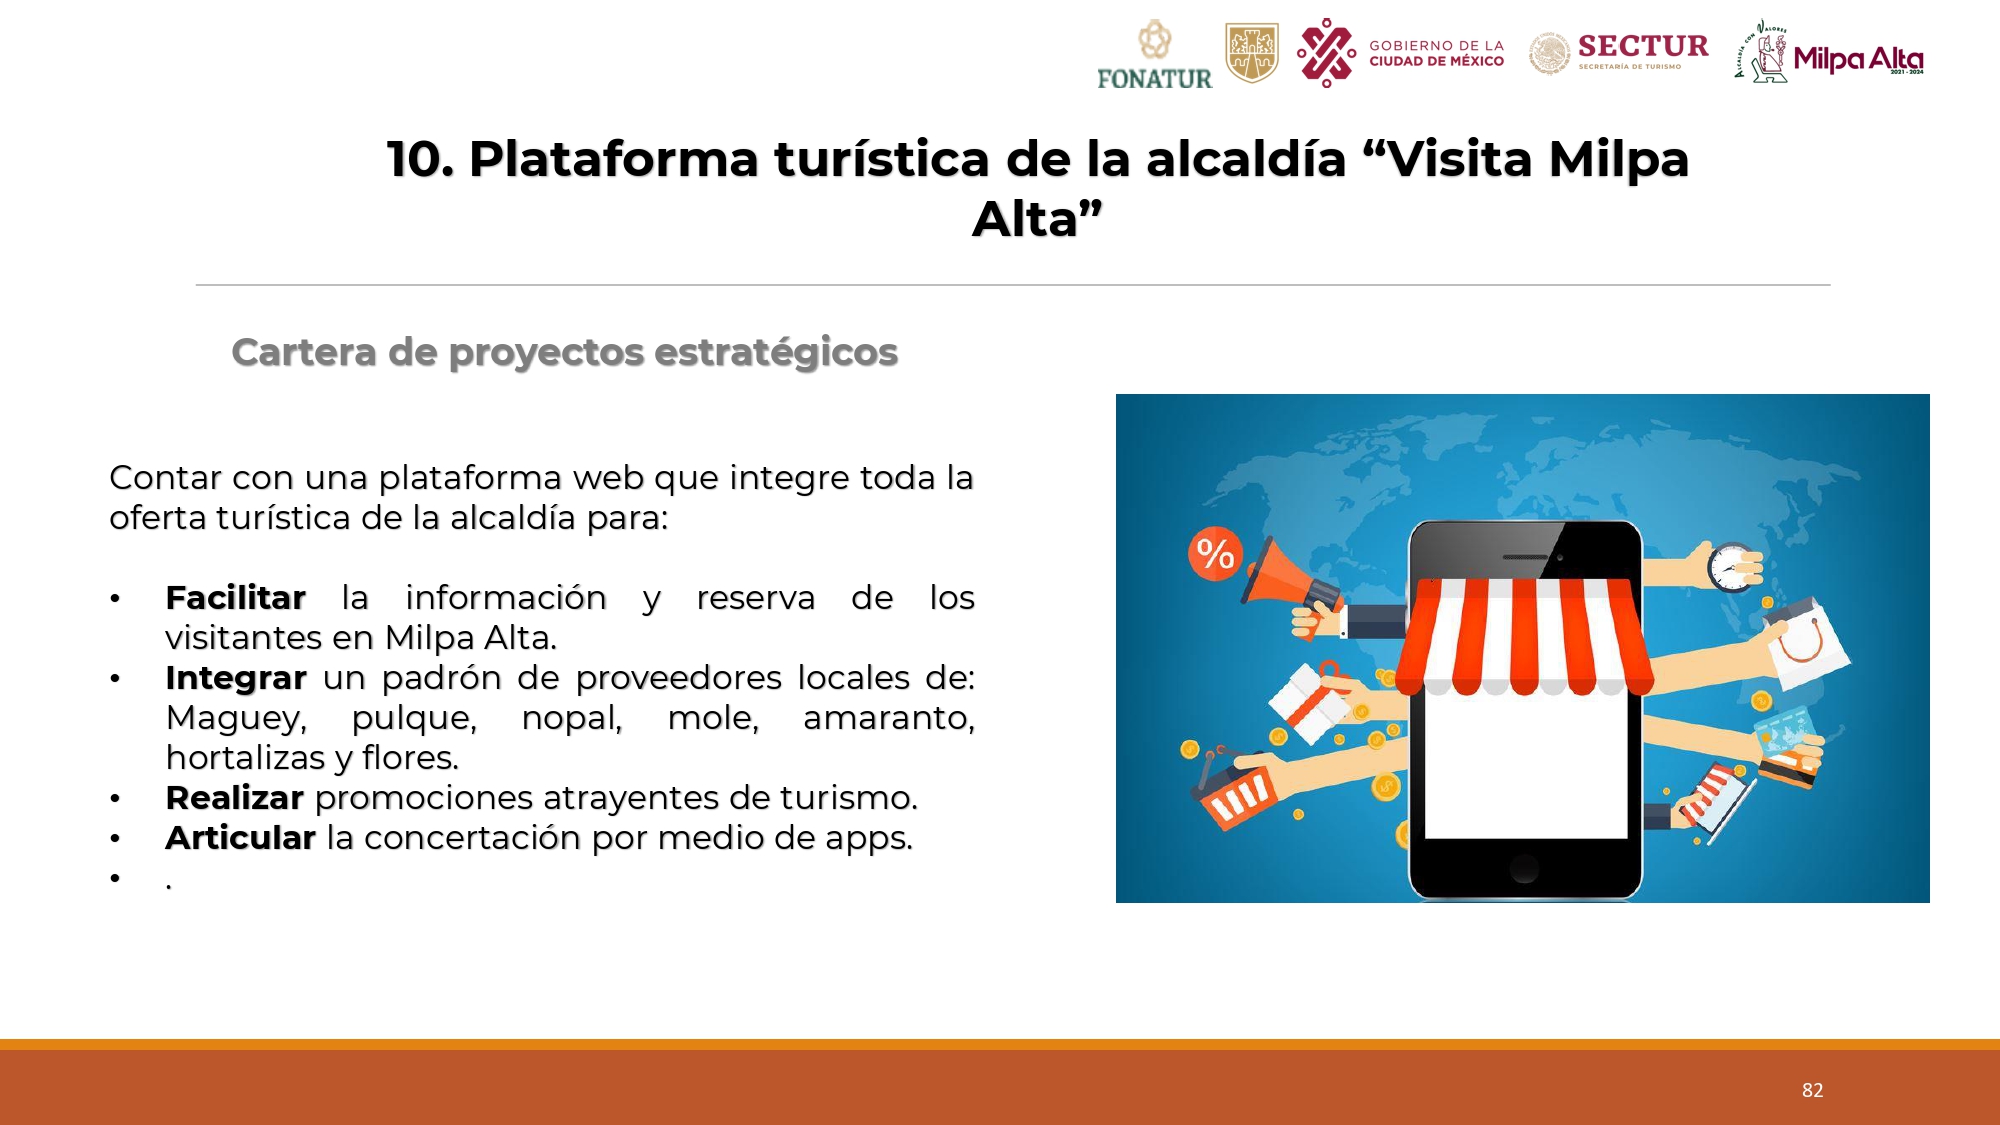 FONATUR
GOBIERNO DE LA
CIUDAD DE MÉXICO
SECTUR
SECRETARÍA DE TURISMO
ALCALDÍA CON VALORES
Milpa Alta
2021 - 2024
10. Plataforma turística de la alcaldía “Visita Milpa
Alta”
Cartera de proyectos estratégicos
Contar con una plataforma web que integre toda la
oferta turística de la alcaldía para:
• Facilitar la información y reserva de los
visitantes en Milpa Alta.
• Integrar un padrón de proveedores locales de:
Maguey, pulque, nopal, mole, amaranto,
hortalizas y flores.
• Realizar promociones atrayentes de turismo.
• Articular la concertación por medio de apps.
• .
%
82